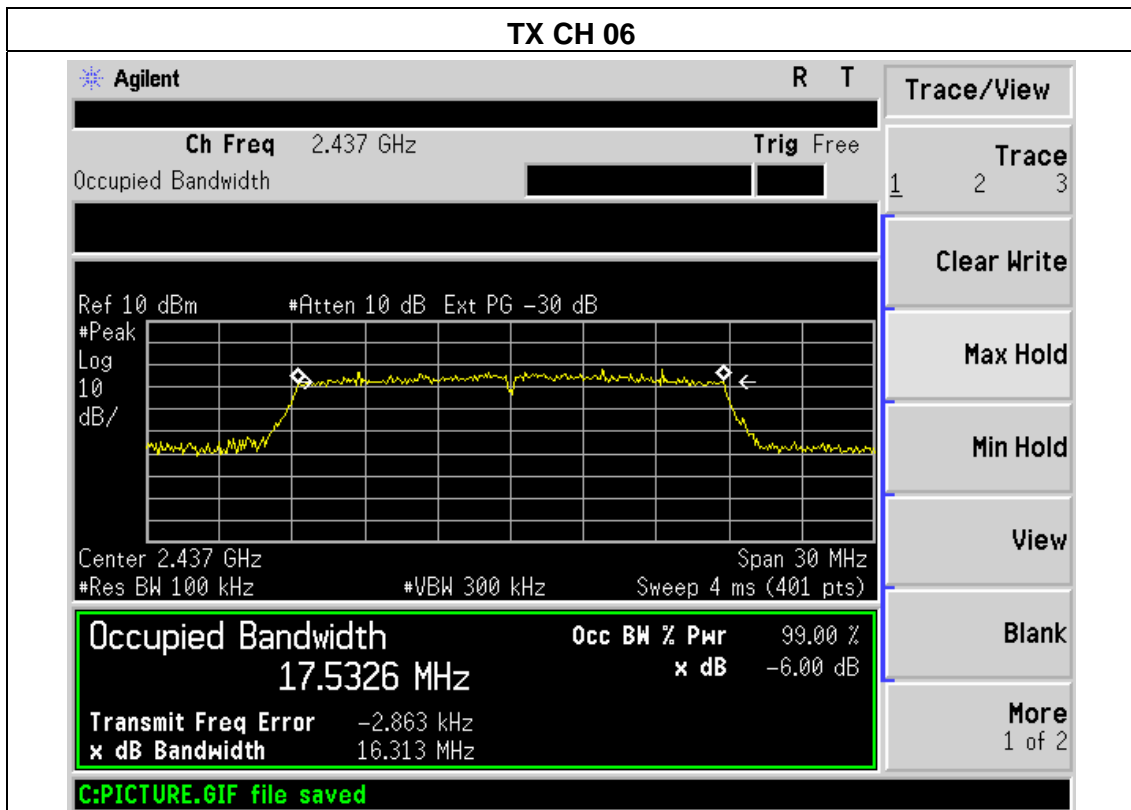 TX CH 06
Agilent
R T
Trace/View
Ch Freq 2.437 GHz Trig Free
Occupied Bandwidth
Trace
1 2 3
Clear Write
Ref 10 dBm #Atten 10 dB Ext PG -30 dB
#Peak
Log
10
dB/
Max Hold
Min Hold
View
Center 2.437 GHz Span 30 MHz
#Res BW 100 kHz #VBW 300 kHz Sweep 4 ms (401 pts)
Occupied Bandwidth Occ BW % Pwr 99.00 %
17.5326 MHz x dB -6.00 dB
Blank
Transmit Freq Error -2.863 kHz
x dB Bandwidth 16.313 MHz
More
1 of 2
C:PICTURE.GIF file saved